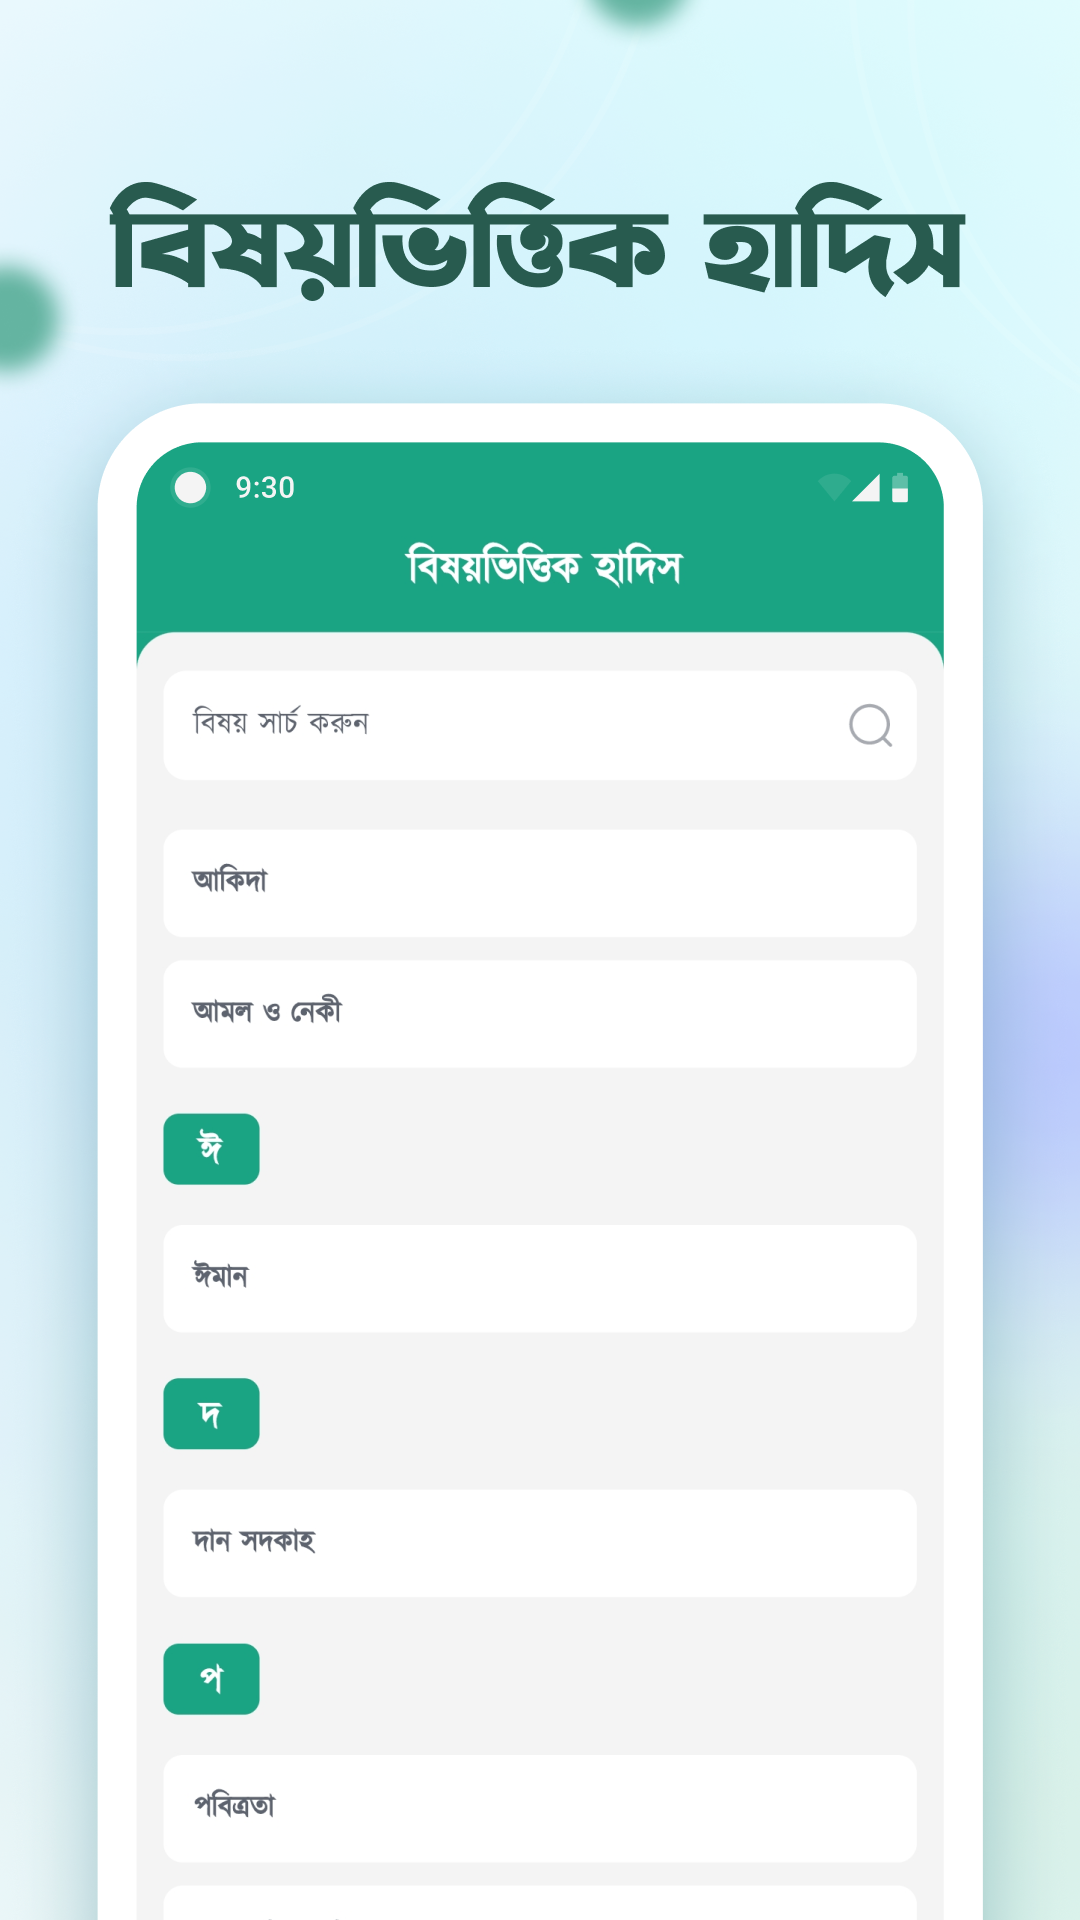 বিষয়ভিত্তিক হাদিস
9:30
বিষয়ভিত্তিক হাদিস
বিষয় সার্চ করুন
আকিদা
আমল ও নেকী
ঈ
ঈমান
দ
দান সদকাহ
প
পবিত্রতা